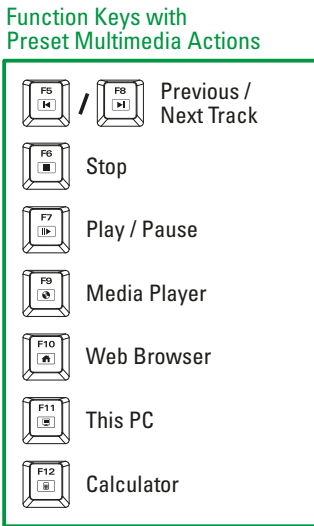 Function Keys with
Preset Multimedia Actions
F5 / F8 Previous /
Next Track
F6 Stop
F7 Play / Pause
F9 Media Player
F10 Web Browser
F11 This PC
F12 Calculator